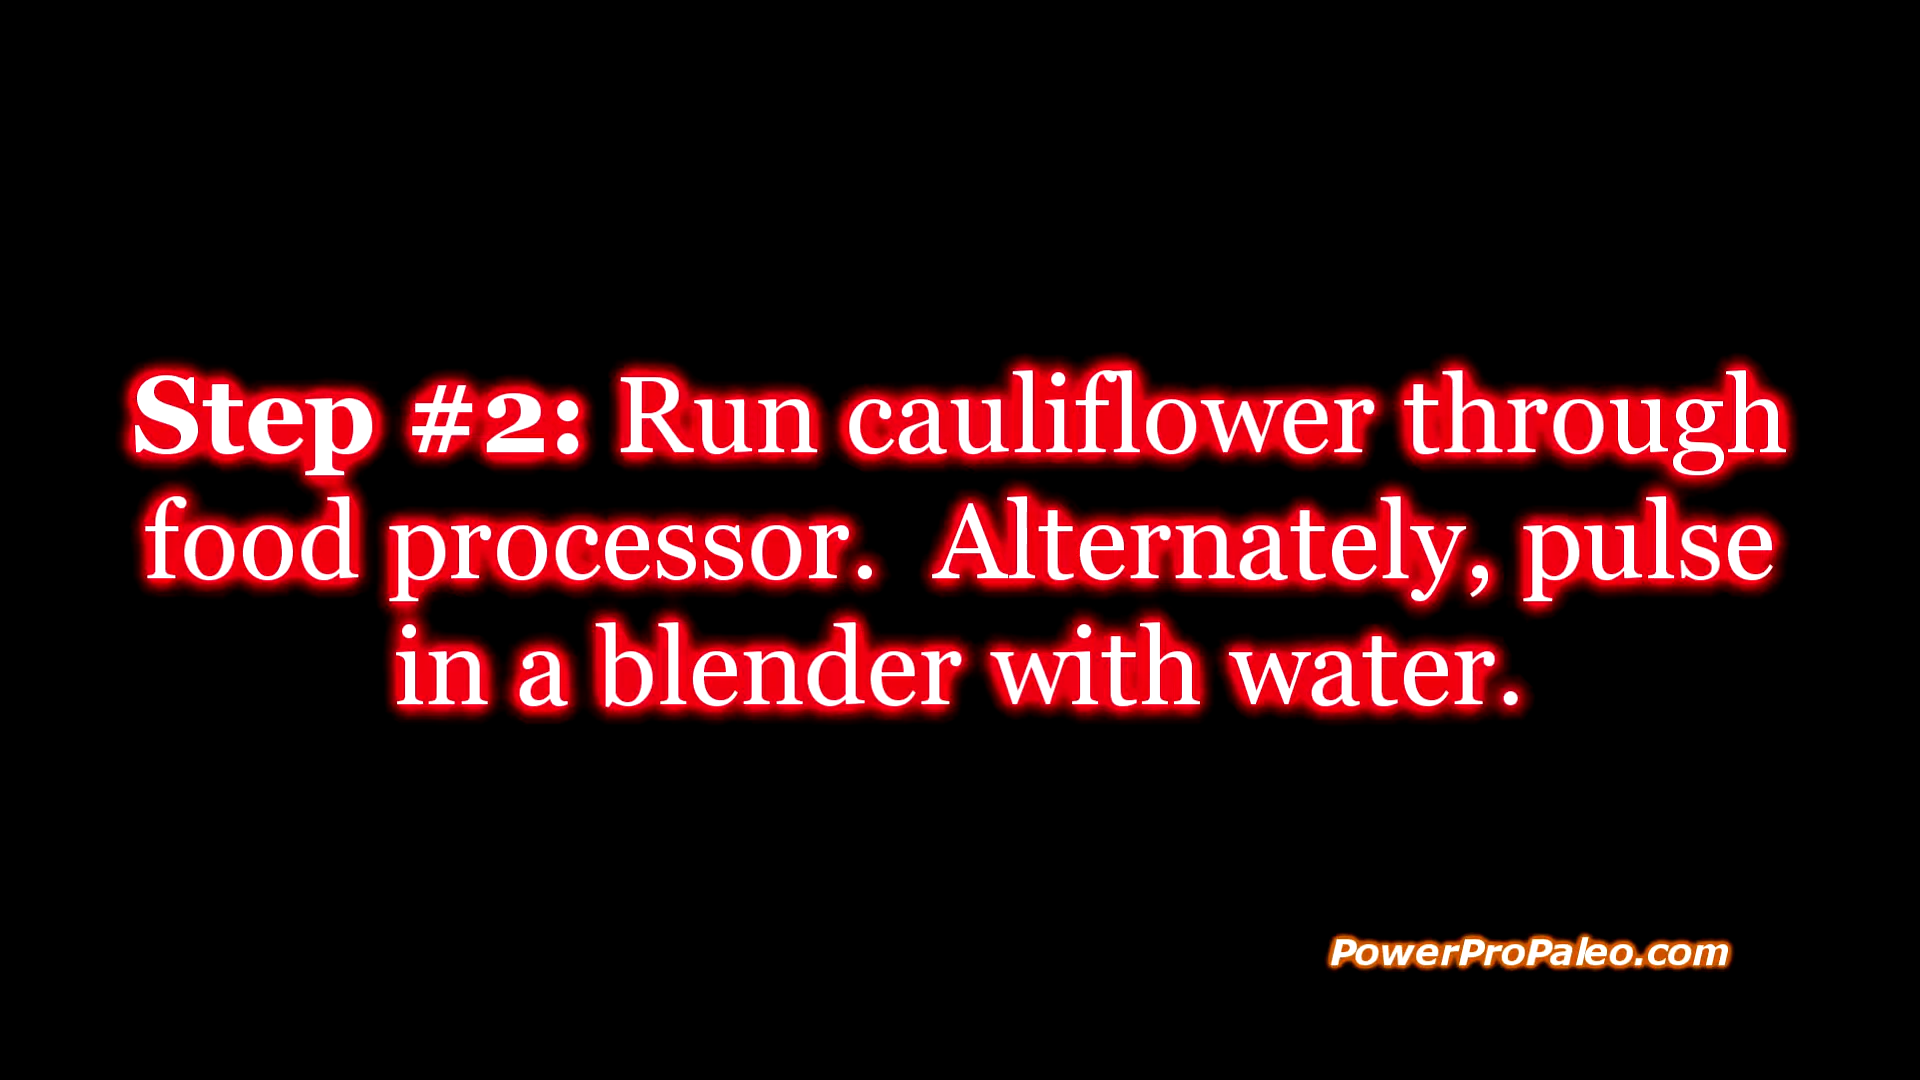 Step #2: Run cauliflower through
food processor.  Alternately, pulse
in a blender with water.
PowerProPaleo.com